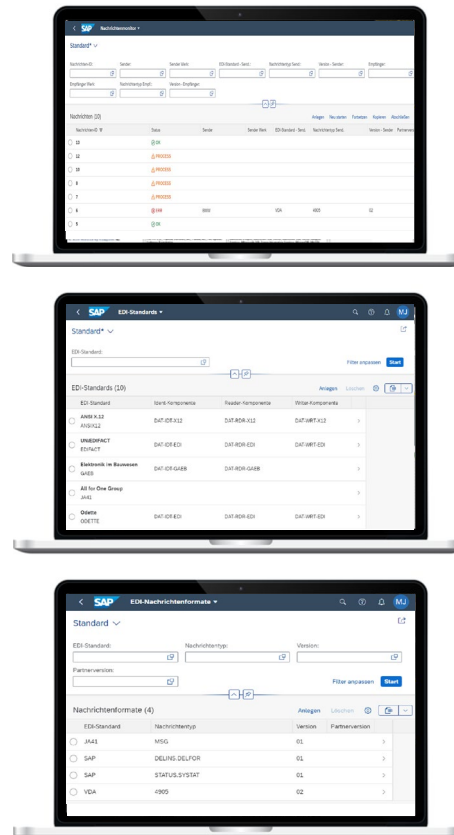 SAP Nachrichtenmonitor
Standard*
Nachrichten-ID: Sender: Sender Werk: EDI-Standard - Send.: Nachrichtentyp Send.: Version - Sender: Empfänger:
Empfänger Werk: Nachrichtentyp Empf.: Version - Empfänger:
Nachrichten (10) Anlegen Neu starten Fortsetzen Kopieren Abschließen
Nachrichten-ID Status Sender Sender Werk EDI-Standard - Send. Nachrichtentyp Send. Version - Sender
13 OK
12 PROCESS
10 PROCESS
8 PROCESS
7 PROCESS
6 VDA 4905 02
5 OK
SAP EDI-Standards MJ
Standard*
EDI-Standard:
Filter anpassen Start
EDI-Standards (10) Anlegen Löschen
EDI-Standard Ident-Komponente Reader-Komponente Writer-Komponente
ANSI X.12 DAT-IDT-X12 DAT-RDR-X12 DAT-WRT-X12
ANSIX12
UN/EDIFACT DAT-IDT-EDI DAT-RDR-EDI DAT-WRT-EDI
EDIFACT
Elektronik im Bauwesen DAT-IDT-GAEB DAT-RDR-GAEB
GAEB
All for One Group
JA41
Odette DAT-IDT-EDI DAT-RDR-EDI DAT-WRT-EDI
ODETTE
SAP EDI-Nachrichtenformate MJ
Standard
EDI-Standard: Nachrichtentyp: Version:
Partnerversion:
Filter anpassen Start
Nachrichtenformate (4) Anlegen Löschen
EDI-Standard Nachrichtentyp Version Partnerversion
JA41 MSG 01
SAP DELINS.DELFOR 01
SAP STATUS.SYSTAT 01
VDA 4905 02